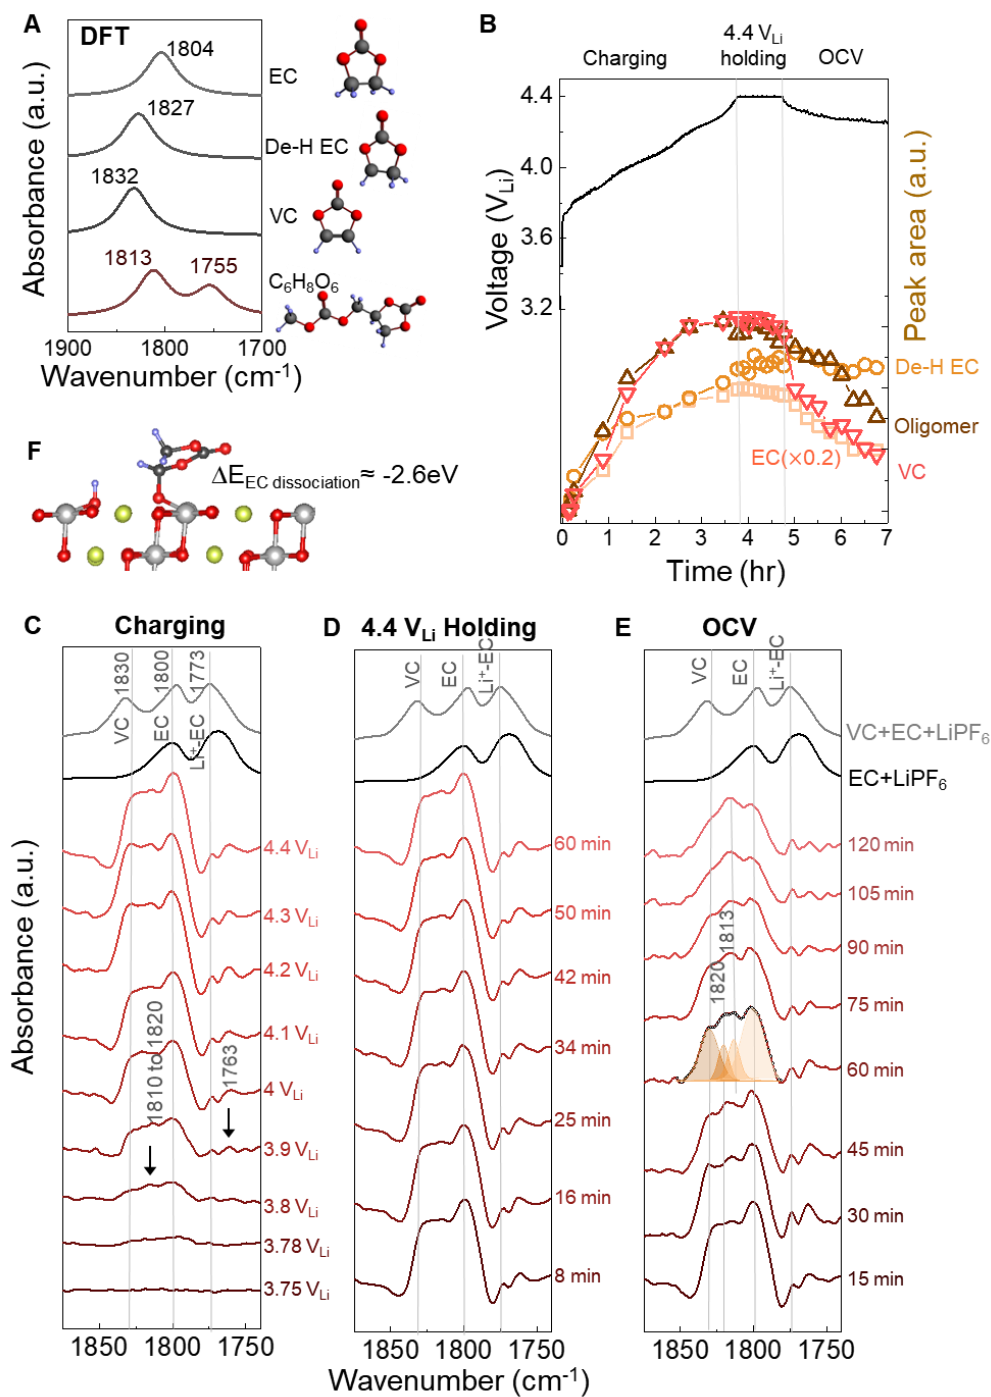 A
DFT
1804
EC
1827
De-H EC
1832
VC
1813
1755
C6H8O6
1900
1800
1700
Wavenumber (cm-1)
Absorbance (a.u.)
B
Charging
4.4 VLi
holding
OCV
4.4
4.0
3.6
3.2
Voltage (VLi)
Peak area (a.u.)
De-H EC
Oligomer
EC(×0.2)
VC
0
1
2
3
4
5
6
7
Time (hr)
F
ΔEEC dissociation≈ -2.6eV
C
Charging
VC 1830
EC 1800
Li+-EC 1773
4.4 VLi
4.3 VLi
4.2 VLi
4.1 VLi
4 VLi
3.9 VLi
3.8 VLi
3.78 VLi
3.75 VLi
1810 to 1820
1763
1850
1800
1750
Absorbance (a.u.)
D
4.4 VLi Holding
VC
EC
Li+-EC
60 min
50 min
42 min
34 min
25 min
16 min
8 min
1850
1800
1750
Wavenumber (cm-1)
E
OCV
VC
EC
Li+-EC
VC+EC+LiPF6
EC+LiPF6
120 min
105 min
90 min
75 min
60 min
45 min
30 min
15 min
1820
1813
1850
1800
1750